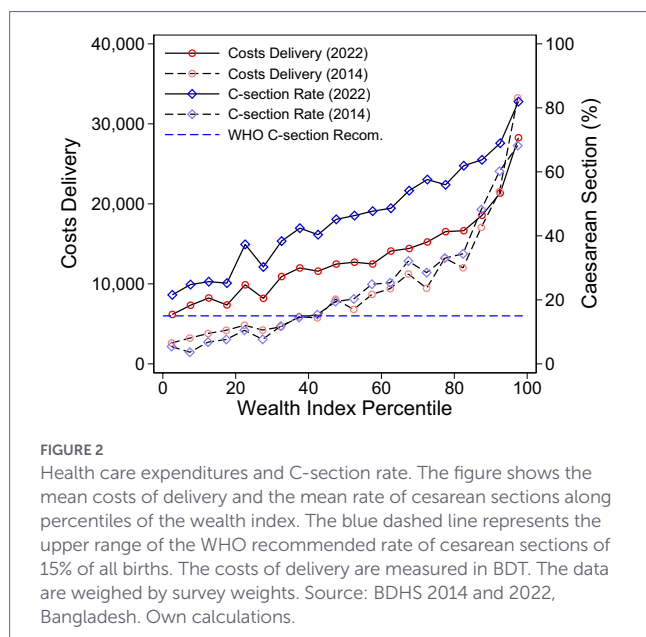 40,000
30,000
20,000
10,000
0
Costs Delivery
Costs Delivery (2022)
Costs Delivery (2014)
C-section Rate (2022)
C-section Rate (2014)
WHO C-section Recom.
100
80
60
40
20
0
Caesarean Section (%)
0 20 40 60 80 100
Wealth Index Percentile
FIGURE 2
Health care expenditures and C-section rate. The figure shows the
mean costs of delivery and the mean rate of cesarean sections along
percentiles of the wealth index. The blue dashed line represents the
upper range of the WHO recommended rate of cesarean sections of
15% of all births. The costs of delivery are measured in BDT. The data
are weighed by survey weights. Source: BDHS 2014 and 2022,
Bangladesh. Own calculations.